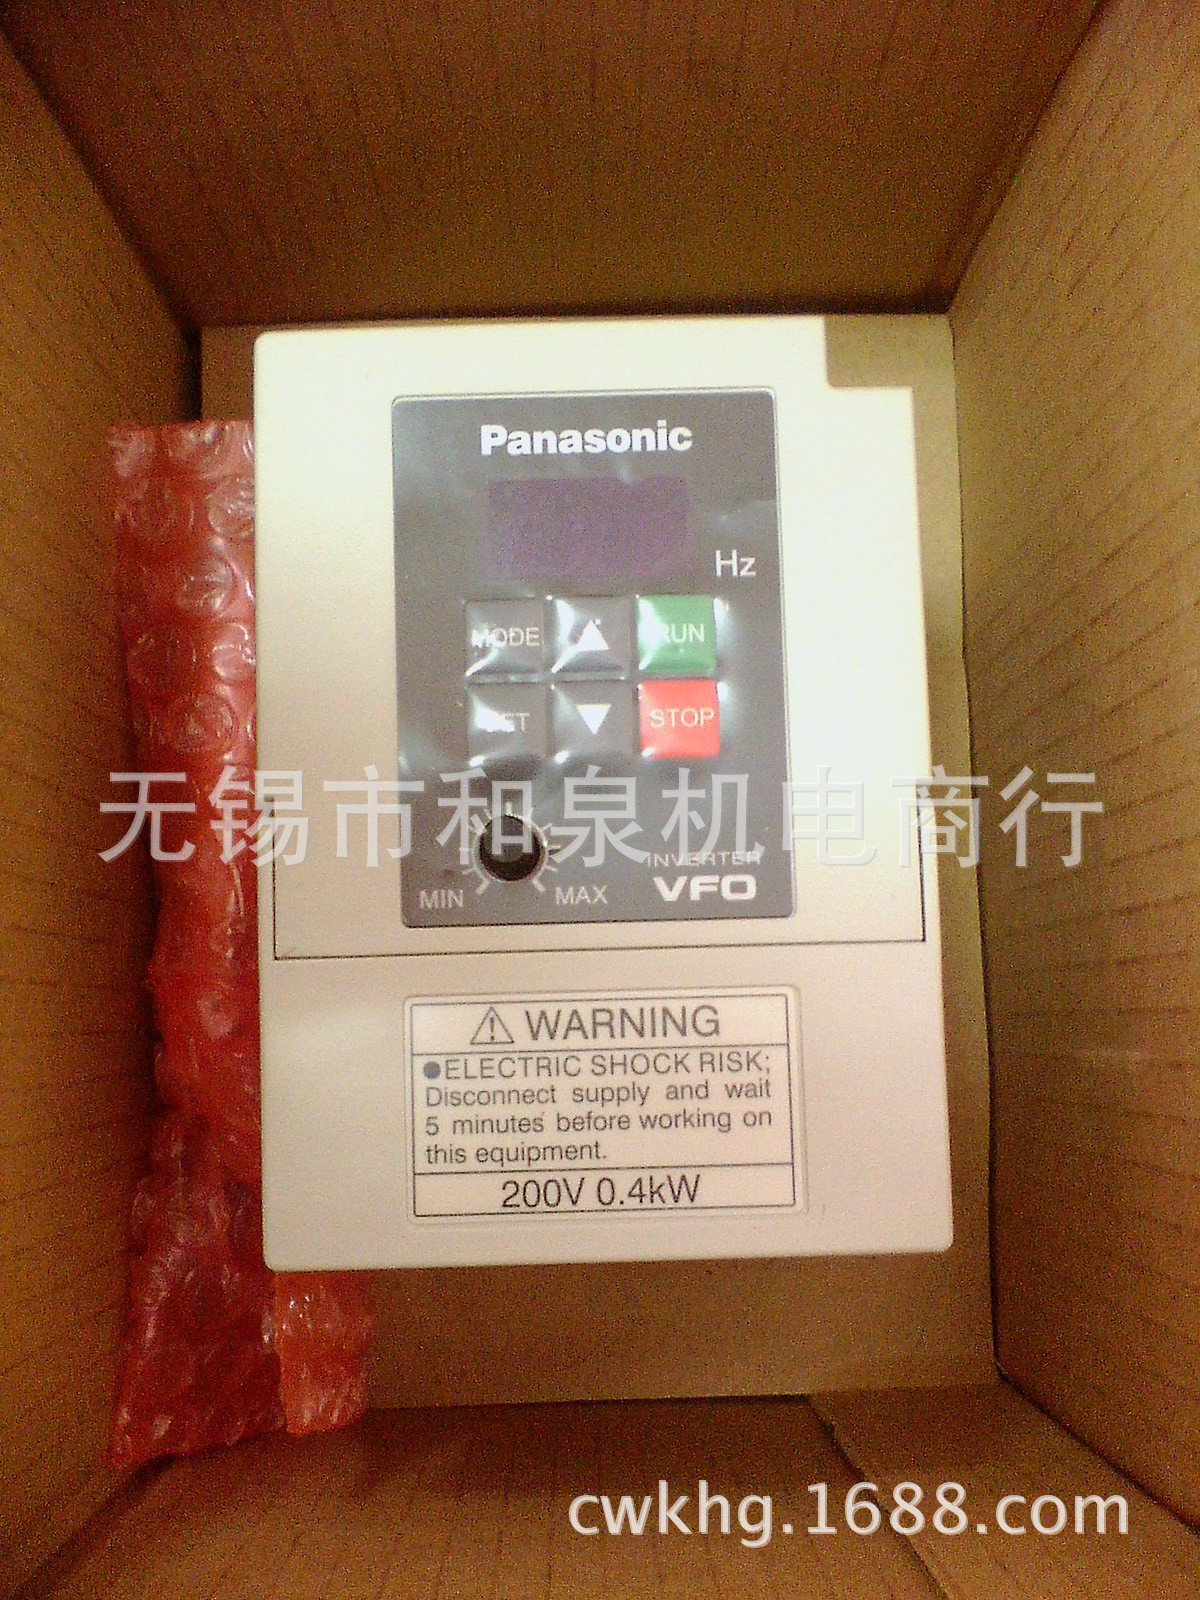 Panasonic
Hz
MODE RUN
SET STOP
无锡市和泉机电商行
INVERTER
MIN MAX VFO
WARNING
●ELECTRIC SHOCK RISK;
Disconnect supply and wait
5 minutes before working on
this equipment.
200V 0.4kW
cwkhg.1688.com